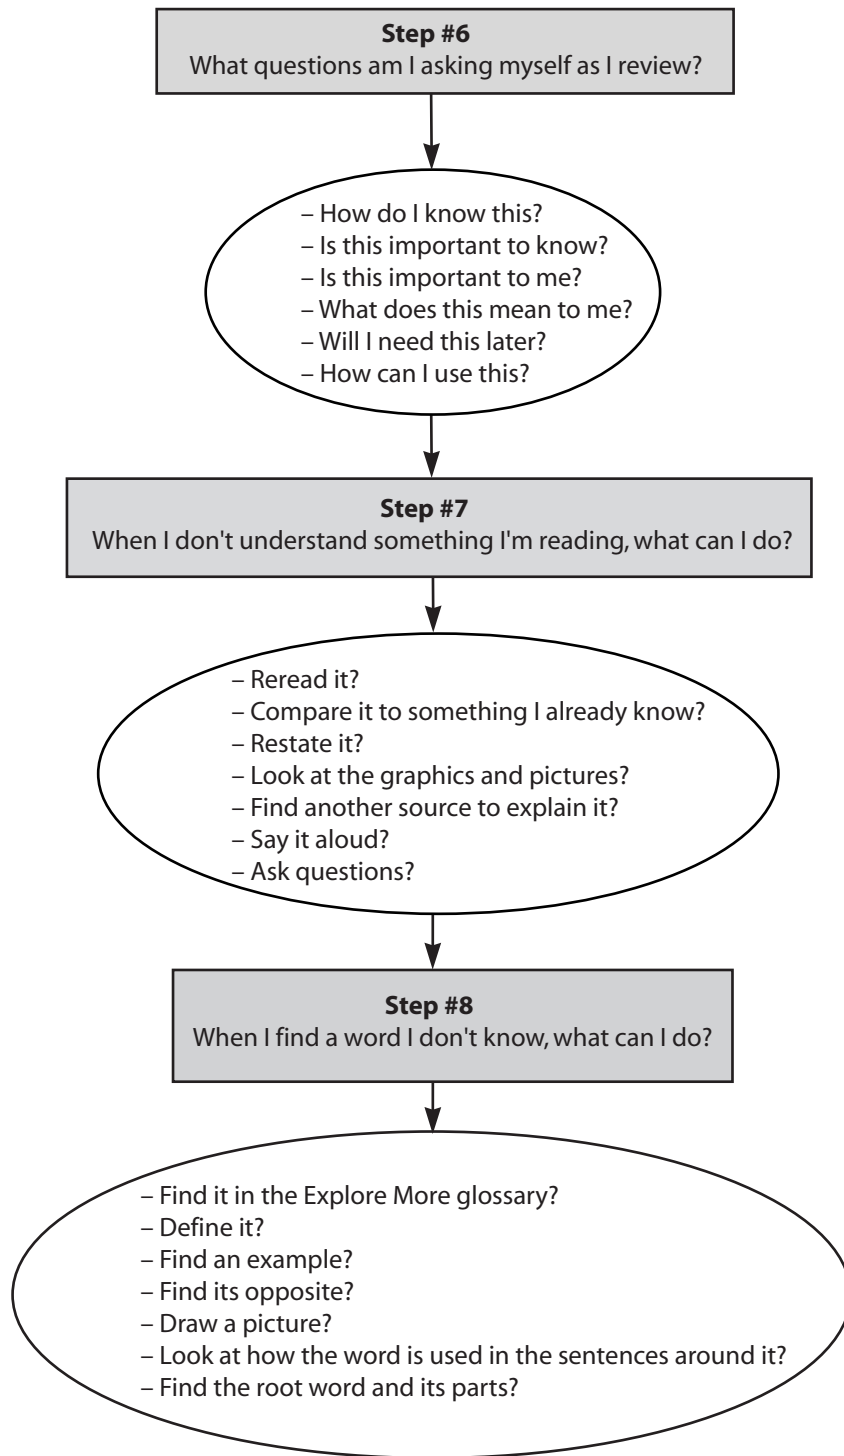 Step #6
What questions am I asking myself as I review?
– How do I know this?
– Is this important to know?
– Is this important to me?
– What does this mean to me?
– Will I need this later?
– How can I use this?
Step #7
When I don't understand something I'm reading, what can I do?
– Reread it?
– Compare it to something I already know?
– Restate it?
– Look at the graphics and pictures?
– Find another source to explain it?
– Say it aloud?
– Ask questions?
Step #8
When I find a word I don't know, what can I do?
– Find it in the Explore More glossary?
– Define it?
– Find an example?
– Find its opposite?
– Draw a picture?
– Look at how the word is used in the sentences around it?
– Find the root word and its parts?